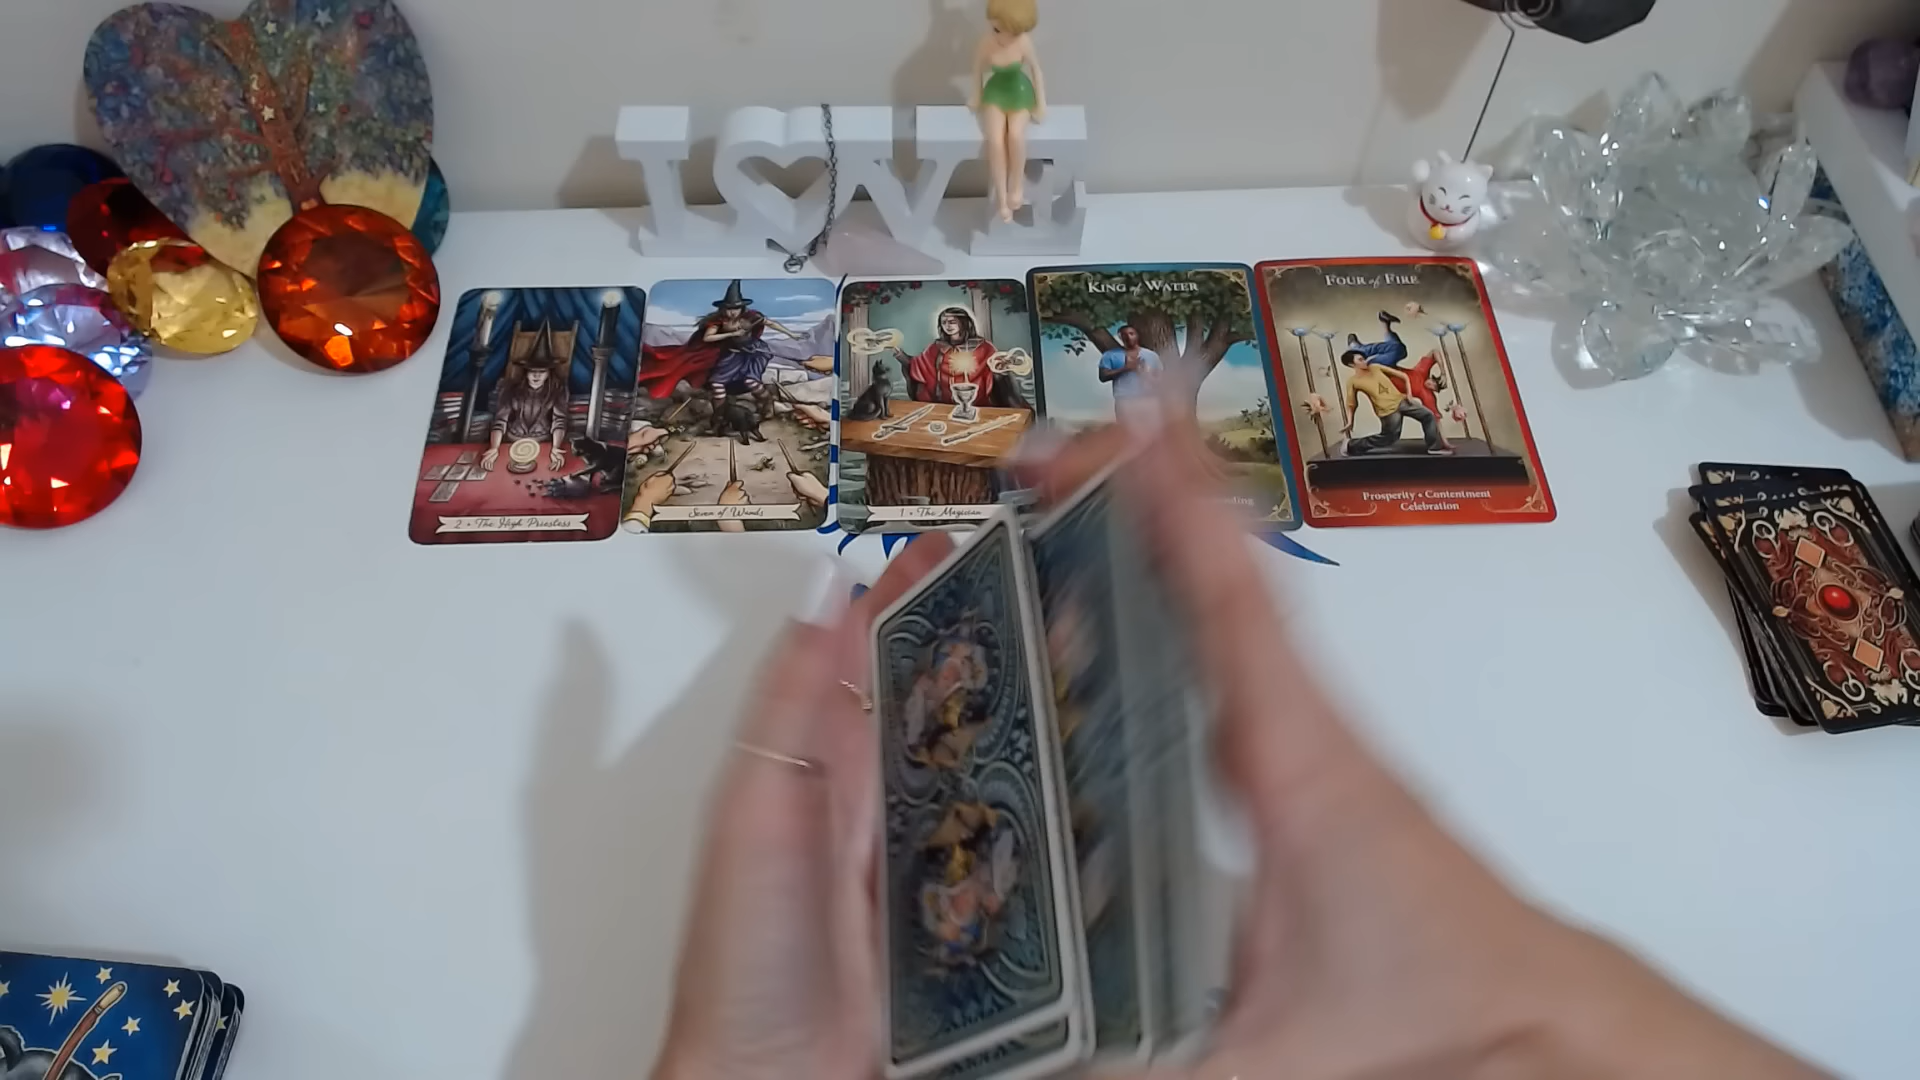 LOVE
KING of WATER
FOUR of FIRE
2 • The High Priestess
Seven of Wands
1 • The Magician
Prosperity • Contentment
Celebration